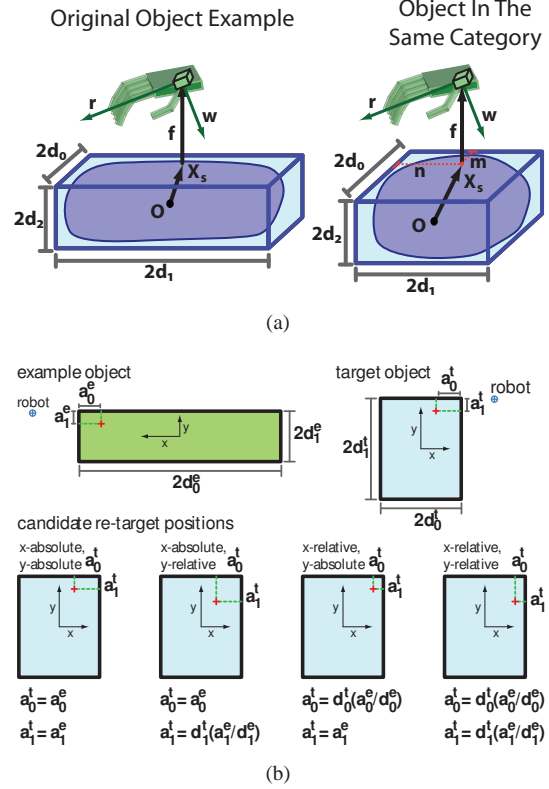 Original Object Example
Object In The
Same Category
r
w
f
2d₀
Xₛ
O
2d₂
2d₁
r
w
f
2d₀
m
n
Xₛ
O
2d₂
2d₁
(a)
example object
target object
robot
a₀ᵉ
a₁ᵉ
y
x
2d₁ᵉ
2d₀ᵉ
a₀ᵗ
robot
a₁ᵗ
2d₁ᵗ
y
x
2d₀ᵗ
candidate re-target positions
x-absolute,
y-absolute
a₀ᵗ
a₁ᵗ
y
x
x-absolute,
y-relative
a₀ᵗ
a₁ᵗ
y
x
x-relative,
y-absolute
a₀ᵗ
a₁ᵗ
y
x
x-relative,
y-relative
a₀ᵗ
a₁ᵗ
y
x
a₀ᵗ= a₀ᵉ
a₁ᵗ= a₁ᵉ
a₀ᵗ= a₀ᵉ
a₁ᵗ= d₁ᵗ(a₁ᵉ/d₁ᵉ)
a₀ᵗ= d₀ᵗ(a₀ᵉ/d₀ᵉ)
a₁ᵗ= a₁ᵉ
a₀ᵗ= d₀ᵗ(a₀ᵉ/d₀ᵉ)
a₁ᵗ= d₁ᵗ(a₁ᵉ/d₁ᵉ)
(b)